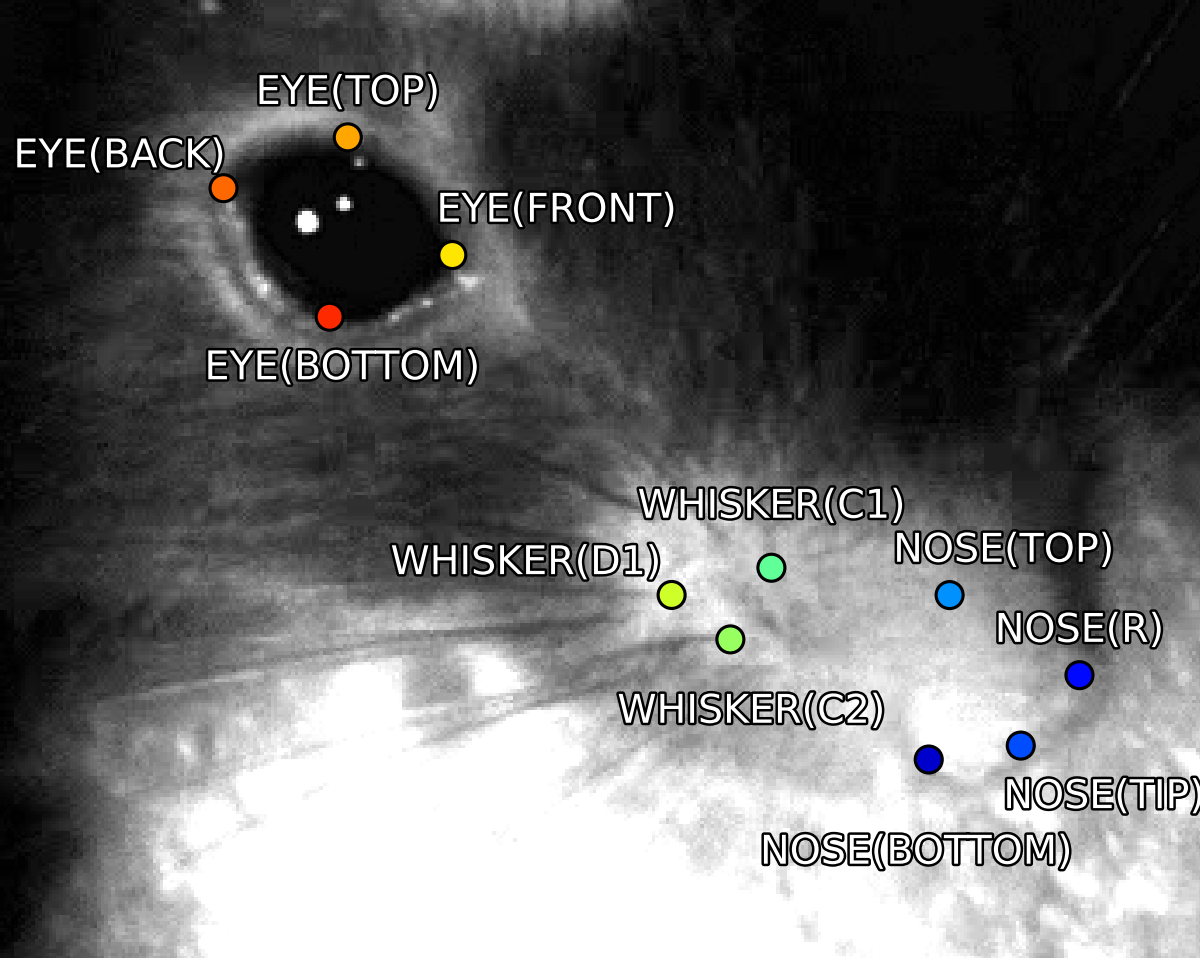 EYE(TOP)
EYE(BACK)
EYE(FRONT)
EYE(BOTTOM)
WHISKER(C1)
WHISKER(D1)
NOSE(TOP)
NOSE(R)
WHISKER(C2)
NOSE(TIP)
NOSE(BOTTOM)